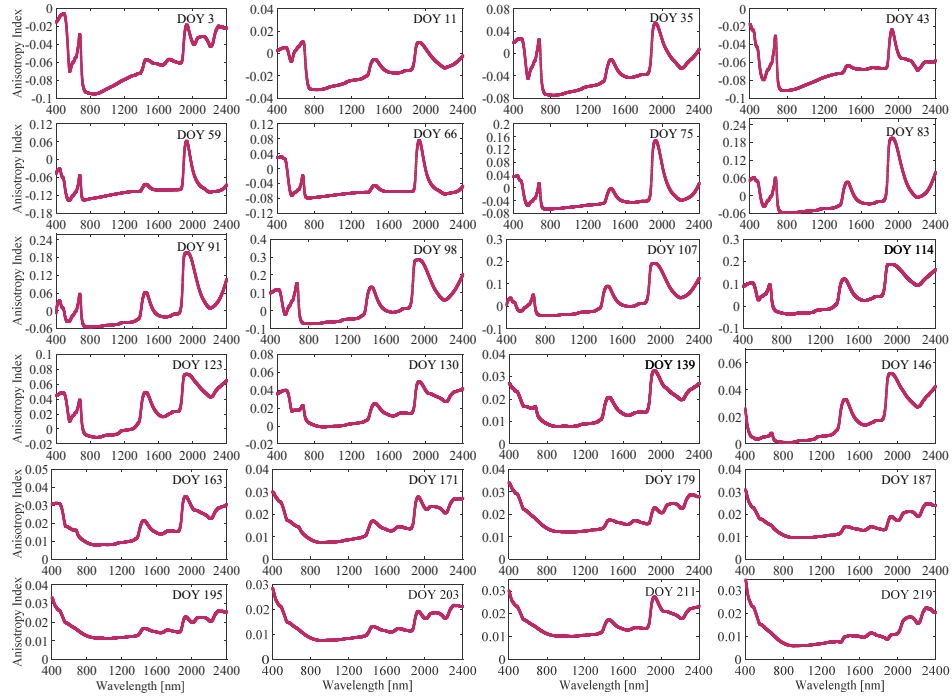 Anisotropy Index
DOY 3
0
-0.02
-0.04
-0.06
-0.08
-0.1
400 800 1200 1600 2000 2400
DOY 11
0.04
0.02
0
-0.02
-0.04
400 800 1200 1600 2000 2400
DOY 35
0.08
0.04
0
-0.04
-0.08
400 800 1200 1600 2000 2400
DOY 43
0
-0.02
-0.04
-0.06
-0.08
-0.1
400 800 1200 1600 2000 2400
Anisotropy Index
DOY 59
0.12
0.06
0
-0.06
-0.12
-0.18
400 800 1200 1600 2000 2400
DOY 66
0.12
0.08
0.04
0
-0.04
-0.08
-0.12
400 800 1200 1600 2000 2400
DOY 75
0.2
0.16
0.12
0.08
0.04
0
-0.04
-0.08
400 800 1200 1600 2000 2400
DOY 83
0.24
0.18
0.12
0.06
0
-0.06
400 800 1200 1600 2000 2400
Anisotropy Index
DOY 91
0.24
0.18
0.12
0.06
0
-0.06
400 800 1200 1600 2000 2400
DOY 98
0.4
0.3
0.2
0.1
0
-0.1
400 800 1200 1600 2000 2400
DOY 107
0.3
0.2
0.1
0
-0.1
400 800 1200 1600 2000 2400
DOY 114
0.3
0.2
0.1
0
-0.1
400 800 1200 1600 2000 2400
Anisotropy Index
DOY 123
0.1
0.08
0.06
0.04
0.02
0
-0.02
400 800 1200 1600 2000 2400
DOY 130
0.08
0.06
0.04
0.02
0
-0.02
400 800 1200 1600 2000 2400
DOY 139
0.04
0.03
0.02
0.01
0
400 800 1200 1600 2000 2400
DOY 146
0.06
0.04
0.02
0
400 800 1200 1600 2000 2400
Anisotropy Index
DOY 163
0.05
0.04
0.03
0.02
0.01
0
400 800 1200 1600 2000 2400
DOY 171
0.04
0.03
0.02
0.01
0
400 800 1200 1600 2000 2400
DOY 179
0.04
0.03
0.02
0.01
0
400 800 1200 1600 2000 2400
DOY 187
0.04
0.03
0.02
0.01
0
400 800 1200 1600 2000 2400
Anisotropy Index
DOY 195
0.04
0.03
0.02
0.01
0
400 800 1200 1600 2000 2400
Wavelength [nm]
DOY 203
0.03
0.02
0.01
0
400 800 1200 1600 2000 2400
Wavelength [nm]
DOY 211
0.03
0.02
0.01
0
400 800 1200 1600 2000 2400
Wavelength [nm]
DOY 219
0.03
0.02
0.01
0
400 800 1200 1600 2000 2400
Wavelength [nm]